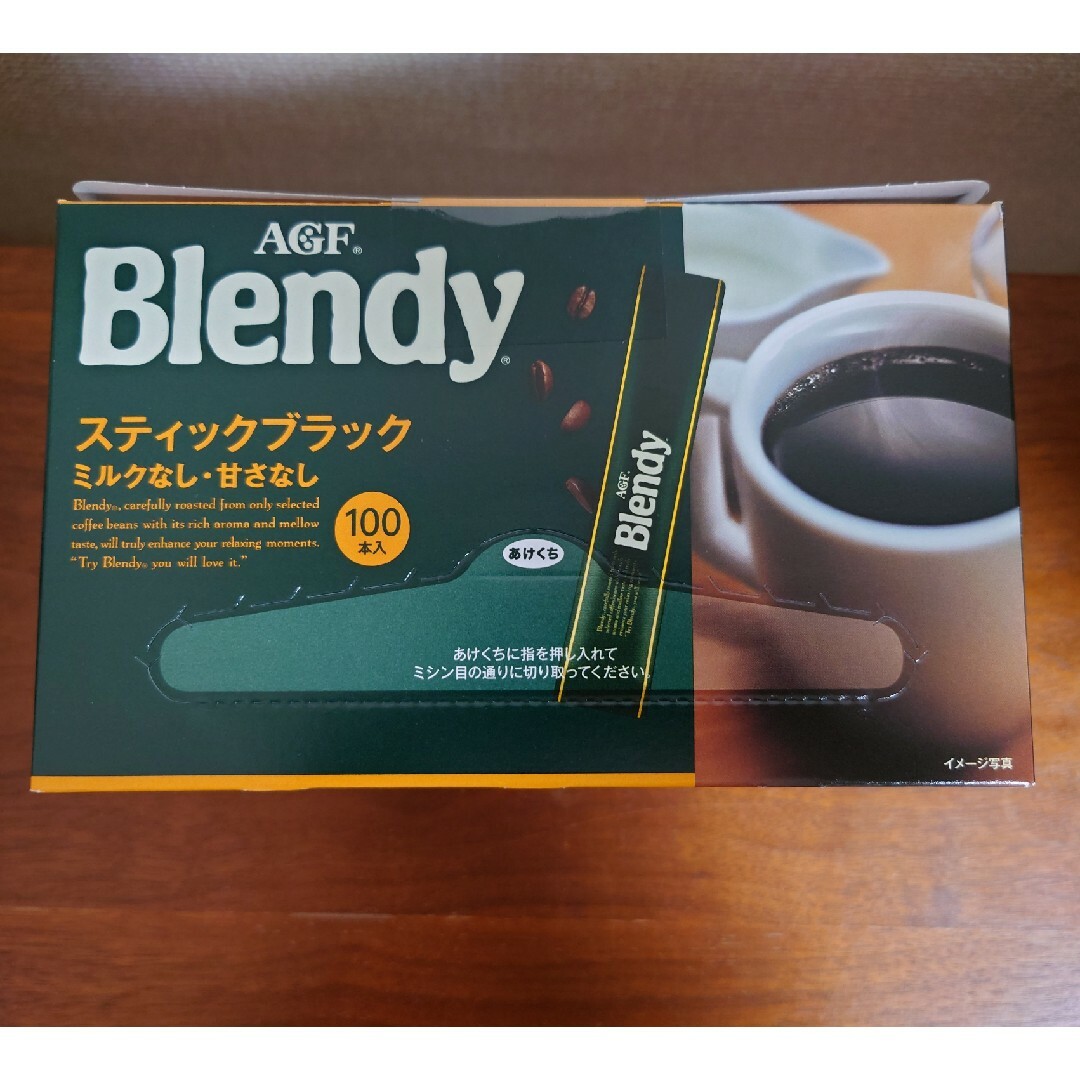 AGF®
Blendy®
スティックブラック
ミルクなし・甘さなし
Blendy®, carefully roasted from only selected
coffee beans with its rich aroma and mellow
taste, will truly enhance your relaxing moments.
"Try Blendy® you will love it."
100
本入
AGF®
Blendy
あけくち
あけくちに指を押し入れて
ミシン目の通りに切り取ってください。
イメージ写真